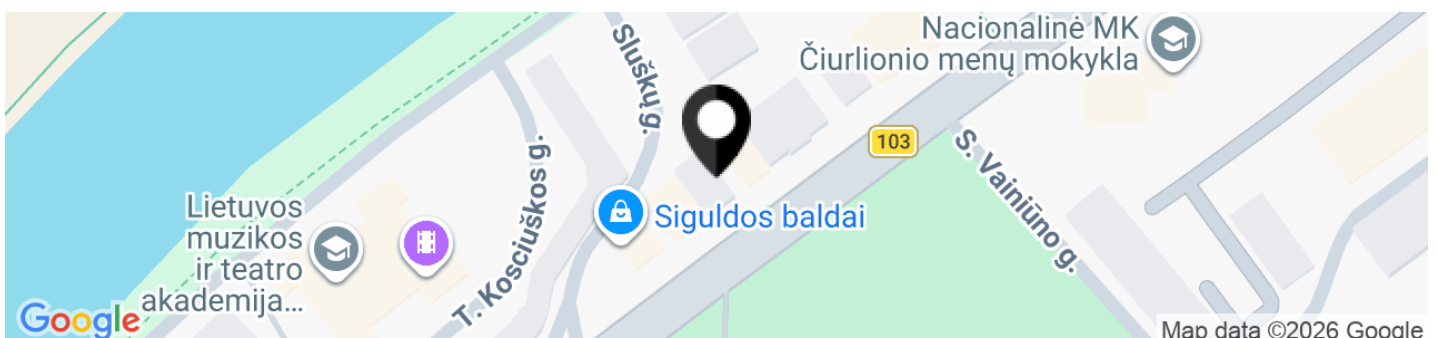 Nacionalinė MK
Čiurlionio menų mokykla
Sluškų g.
103
S. Vainiūno g.
T. Kosciuškos g.
Siguldos baldai
Lietuvos
muzikos
ir teatro
akademija...
Google
Map data ©2026 Google